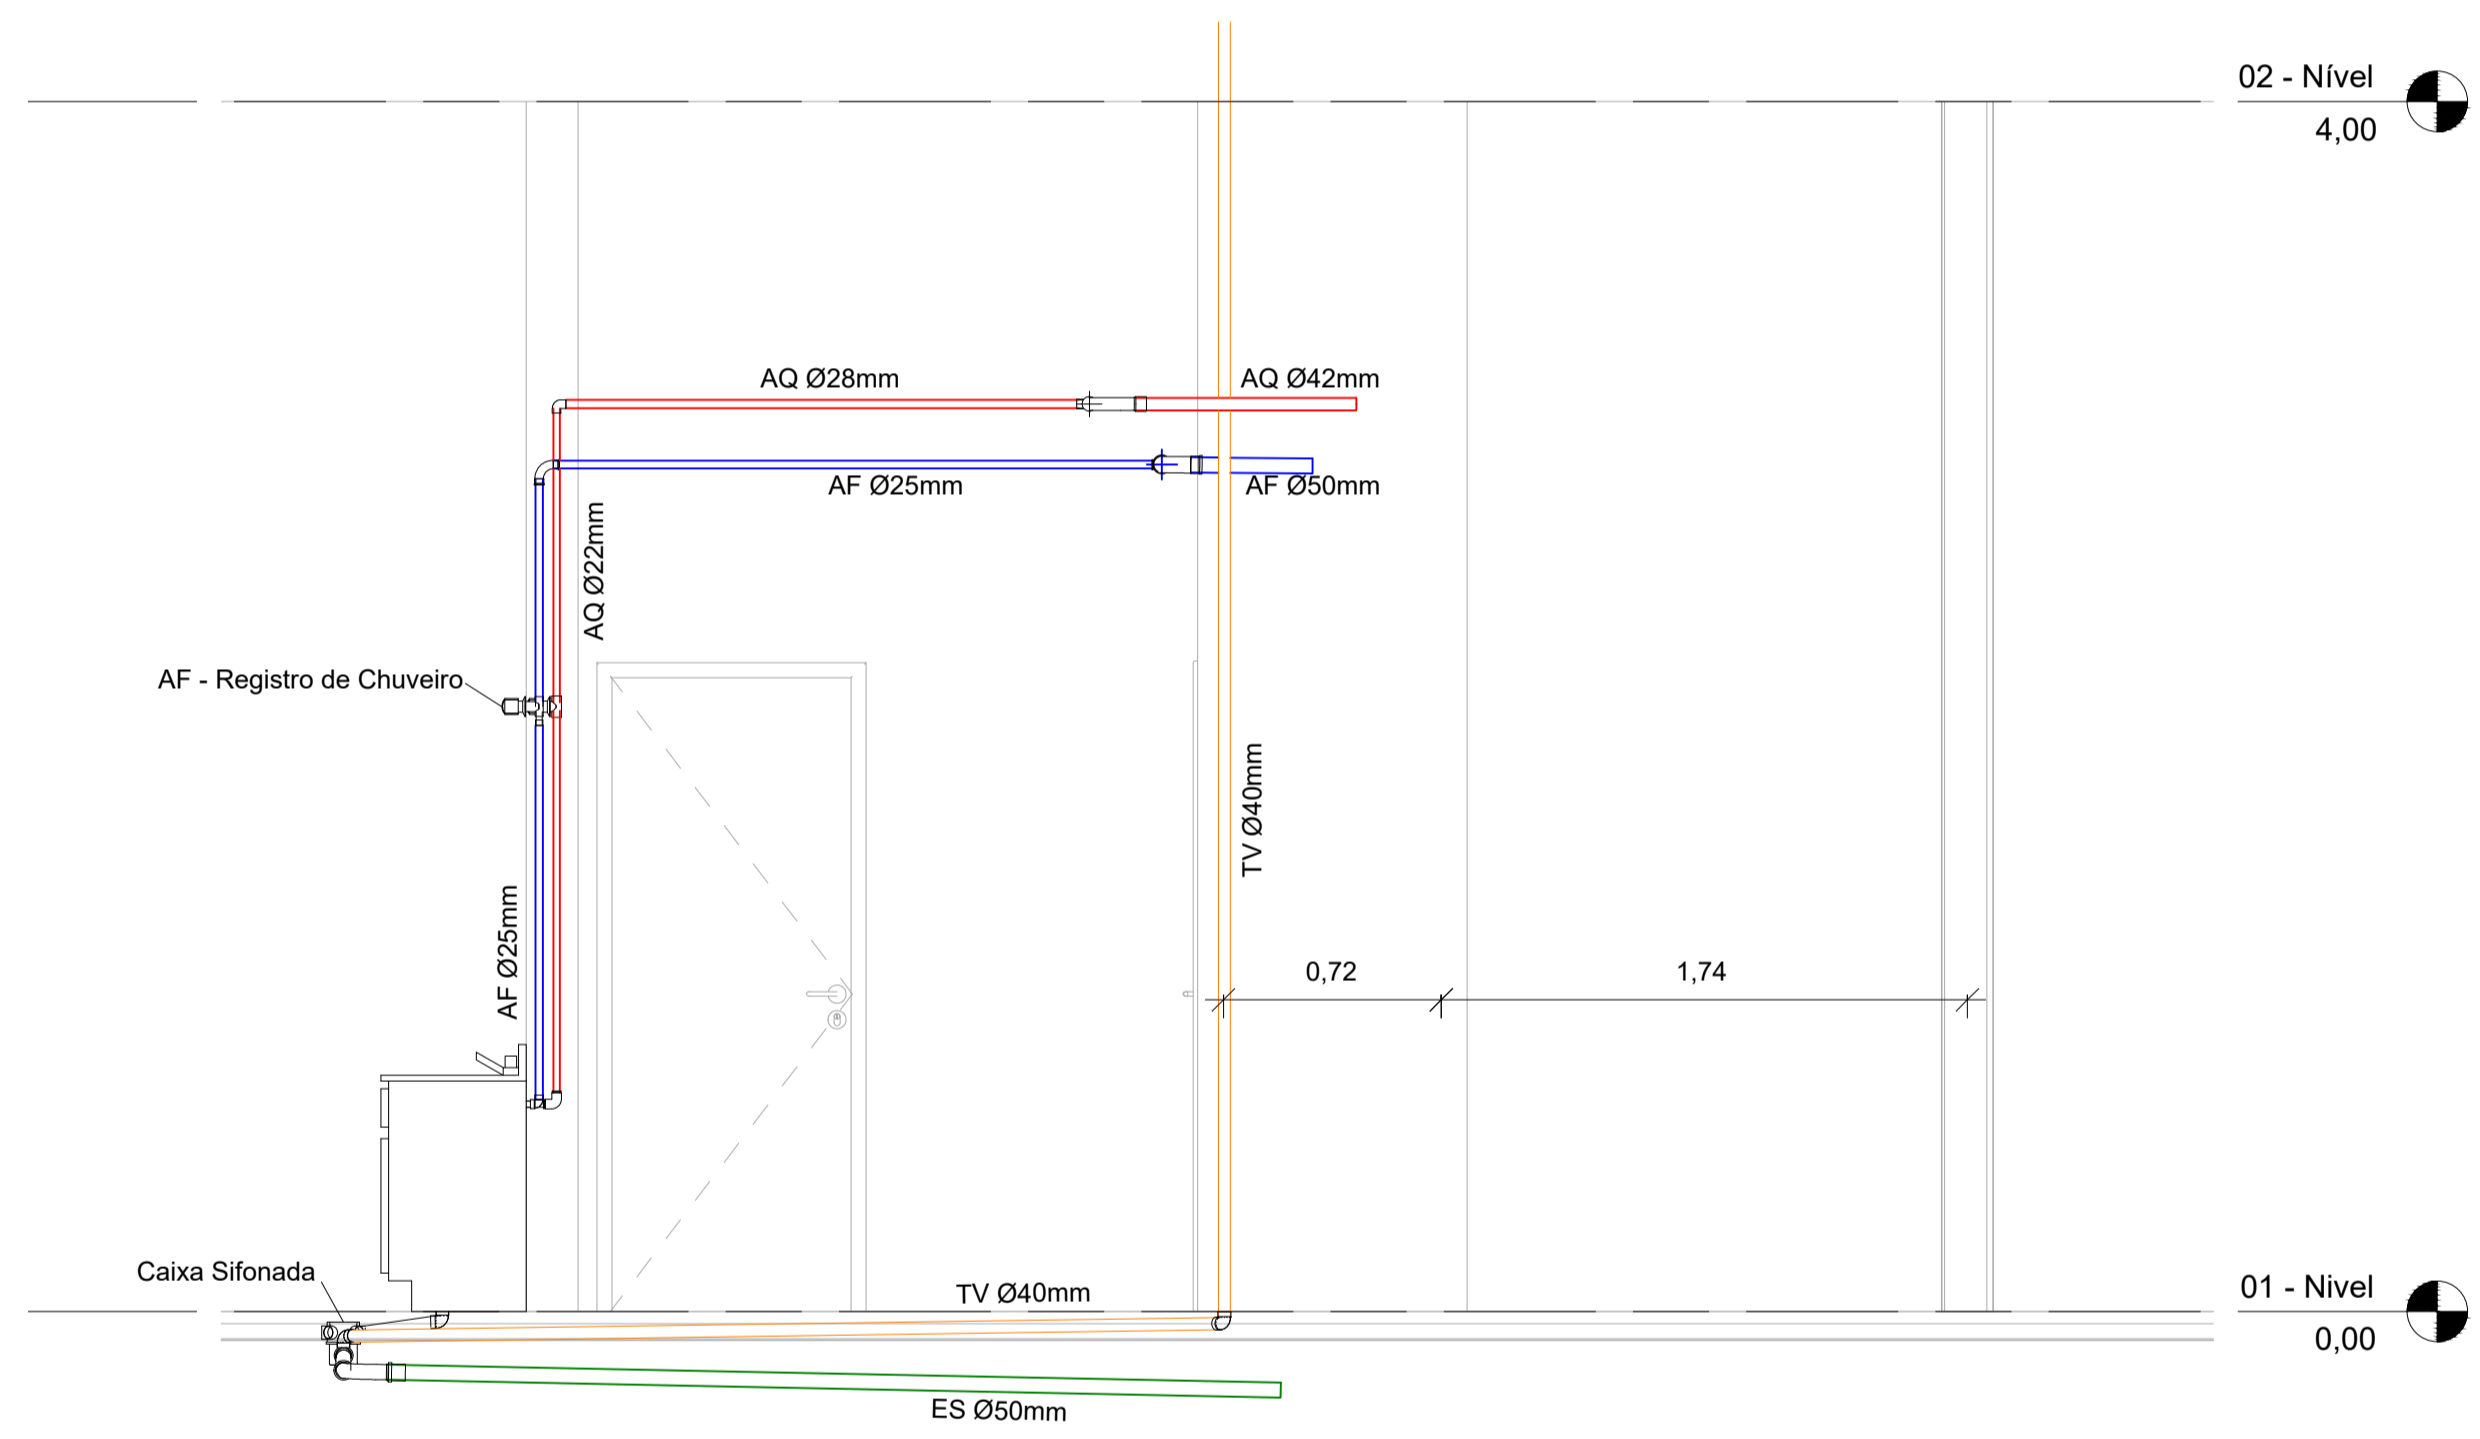 02 - Nível
4,00
AQ Ø28mm
AQ Ø42mm
AF Ø25mm
AF Ø50mm
AQ Ø22mm
AF - Registro de Chuveiro
TV Ø40mm
AF Ø25mm
0,72
1,74
Caixa Sifonada
TV Ø40mm
01 - Nivel
0,00
ES Ø50mm